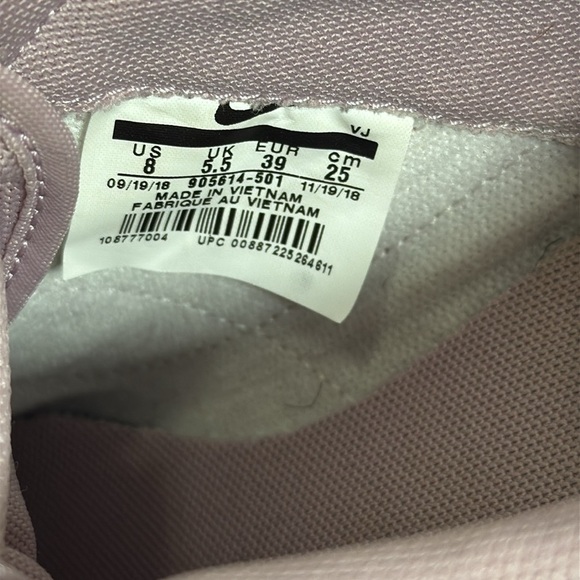 VJ
US UK EUR cm
8 5.5 39 25
09/19/18 905614-501 11/19/18
MADE IN VIETNAM
FABRIQUE AU VIETNAM
108777004 UPC 00887225264611